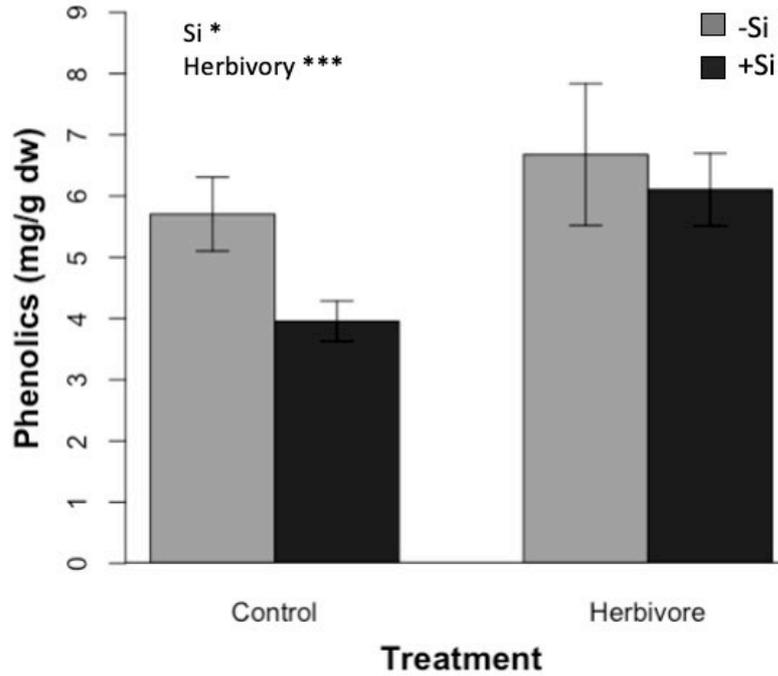 Si *
Herbivory ***
-Si
+Si
Phenolics (mg/g dw)
9
8
7
6
5
4
3
2
1
0
Control
Herbivore
Treatment